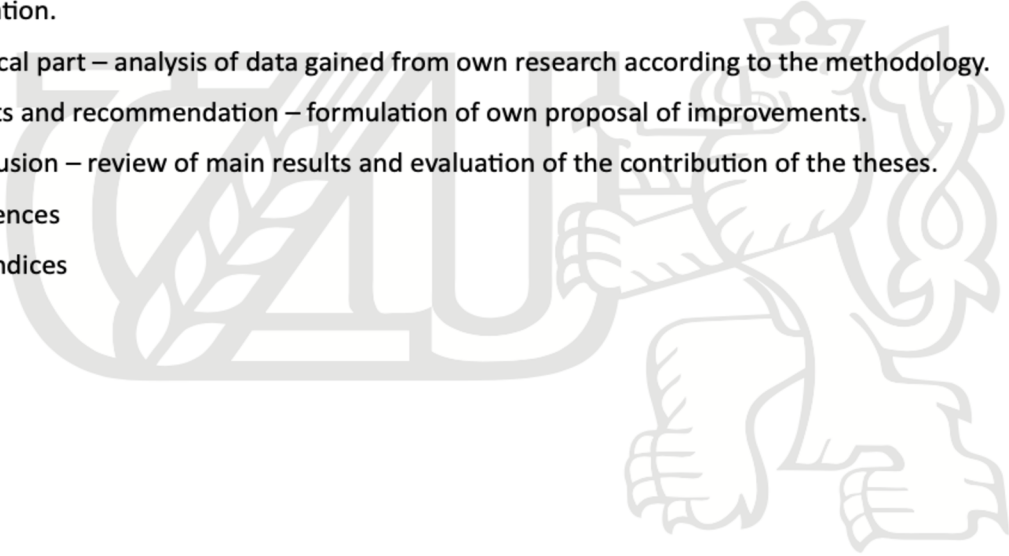 tion.
cal part – analysis of data gained from own research according to the methodology.
ts and recommendation – formulation of own proposal of improvements.
usion – review of main results and evaluation of the contribution of the theses.
ences
ndices
CZU